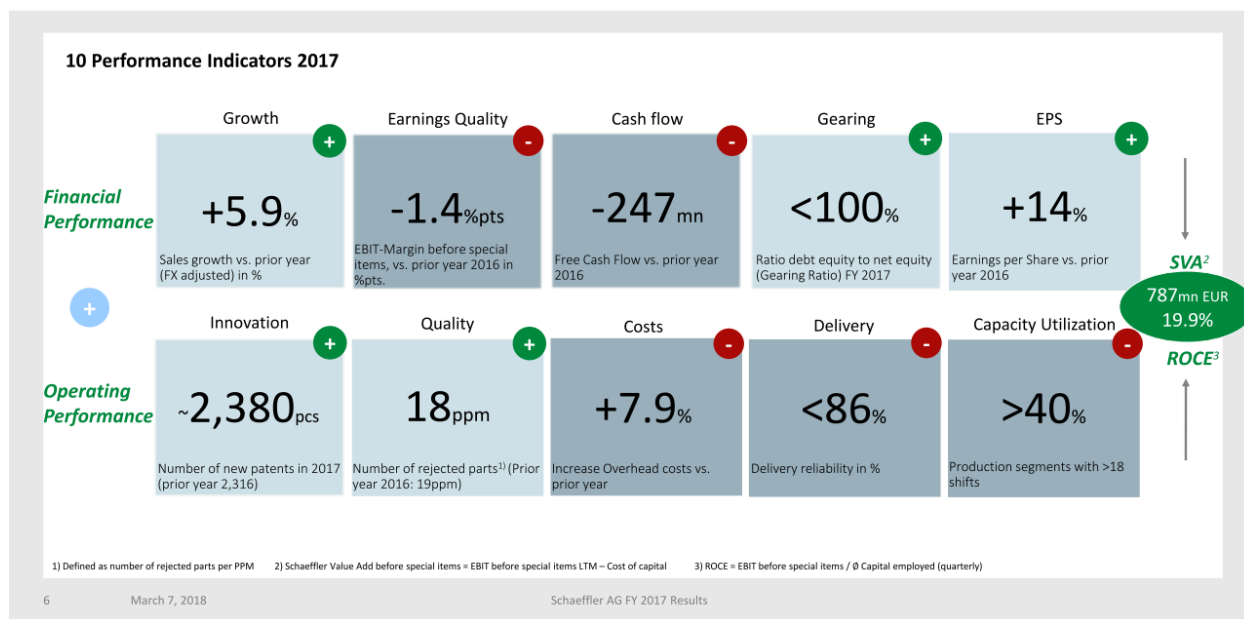 10 Performance Indicators 2017
Growth
Earnings Quality
Cash flow
Gearing
EPS
+
-
-
+
+
Financial
Performance
+5.9%
-1.4%pts
-247mn
<100%
+14%
Sales growth vs. prior year
(FX adjusted) in %
EBIT-Margin before special
items, vs. prior year 2016 in
%pts.
Free Cash Flow vs. prior year
2016
Ratio debt equity to net equity
(Gearing Ratio) FY 2017
Earnings per Share vs. prior
year 2016
SVA²
787mn EUR
19.9%
ROCE³
+
Innovation
Quality
Costs
Delivery
Capacity Utilization
+
+
-
-
-
Operating
Performance
~2,380pcs
18ppm
+7.9%
<86%
>40%
Number of new patents in 2017
(prior year 2,316)
Number of rejected parts¹⁾ (Prior
year 2016: 19ppm)
Increase Overhead costs vs.
prior year
Delivery reliability in %
Production segments with >18
shifts
1) Defined as number of rejected parts per PPM 2) Schaeffler Value Add before special items = EBIT before special items LTM – Cost of capital 3) ROCE = EBIT before special items / Ø Capital employed (quarterly)
6 March 7, 2018 Schaeffler AG FY 2017 Results